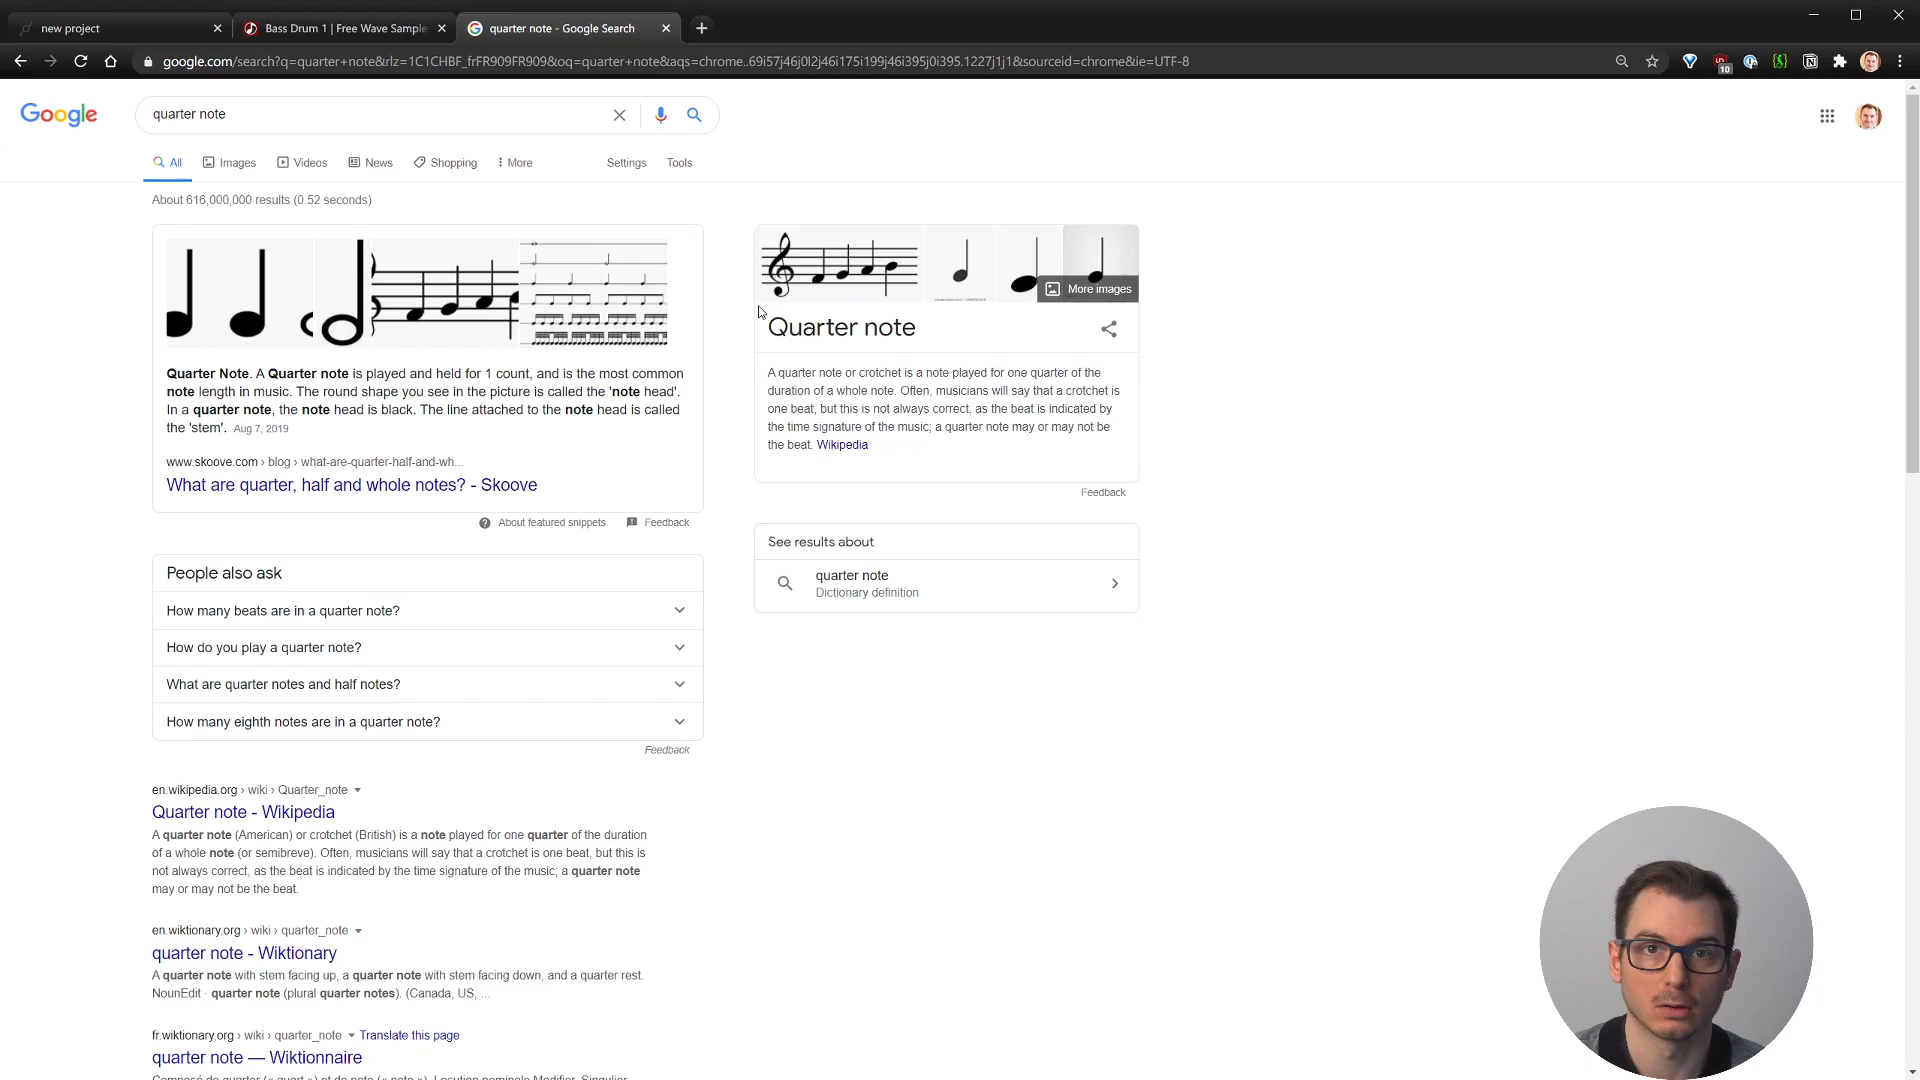 new project
Bass Drum 1 | Free Wave Sample
quarter note - Google Search
google.com/search?q=quarter+note&rlz=1C1CHBF_frFR909FR909&oq=quarter+note&aqs=chrome..69i57j46j0l2j46i175i199j46i395j0i395.1227j1j1&sourceid=chrome&ie=UTF-8
10
Google
quarter note
All
Images
Videos
News
Shopping
More
Settings
Tools
About 616,000,000 results (0.52 seconds)
Quarter Note. A Quarter note is played and held for 1 count, and is the most common
note length in music. The round shape you see in the picture is called the 'note head'.
In a quarter note, the note head is black. The line attached to the note head is called
the 'stem'. Aug 7, 2019
www.skoove.com › blog › what-are-quarter-half-and-wh...
What are quarter, half and whole notes? - Skoove
About featured snippets
Feedback
People also ask
How many beats are in a quarter note?
How do you play a quarter note?
What are quarter notes and half notes?
How many eighth notes are in a quarter note?
Feedback
en.wikipedia.org › wiki › Quarter_note
Quarter note - Wikipedia
A quarter note (American) or crotchet (British) is a note played for one quarter of the duration
of a whole note (or semibreve). Often, musicians will say that a crotchet is one beat, but this is
not always correct, as the beat is indicated by the time signature of the music; a quarter note
may or may not be the beat.
en.wiktionary.org › wiki › quarter_note
quarter note - Wiktionary
A quarter note with stem facing up, a quarter note with stem facing down, and a quarter rest.
NounEdit · quarter note (plural quarter notes). (Canada, US, ...
fr.wiktionary.org › wiki › quarter_note
Translate this page
quarter note — Wiktionnaire
Composé de quarter (« quart ») et de note (« note »). Locution nominale Modifier. Singulier
More images
Quarter note
A quarter note or crotchet is a note played for one quarter of the
duration of a whole note. Often, musicians will say that a crotchet is
one beat, but this is not always correct, as the beat is indicated by
the time signature of the music; a quarter note may or may not be
the beat. Wikipedia
Feedback
See results about
quarter note
Dictionary definition